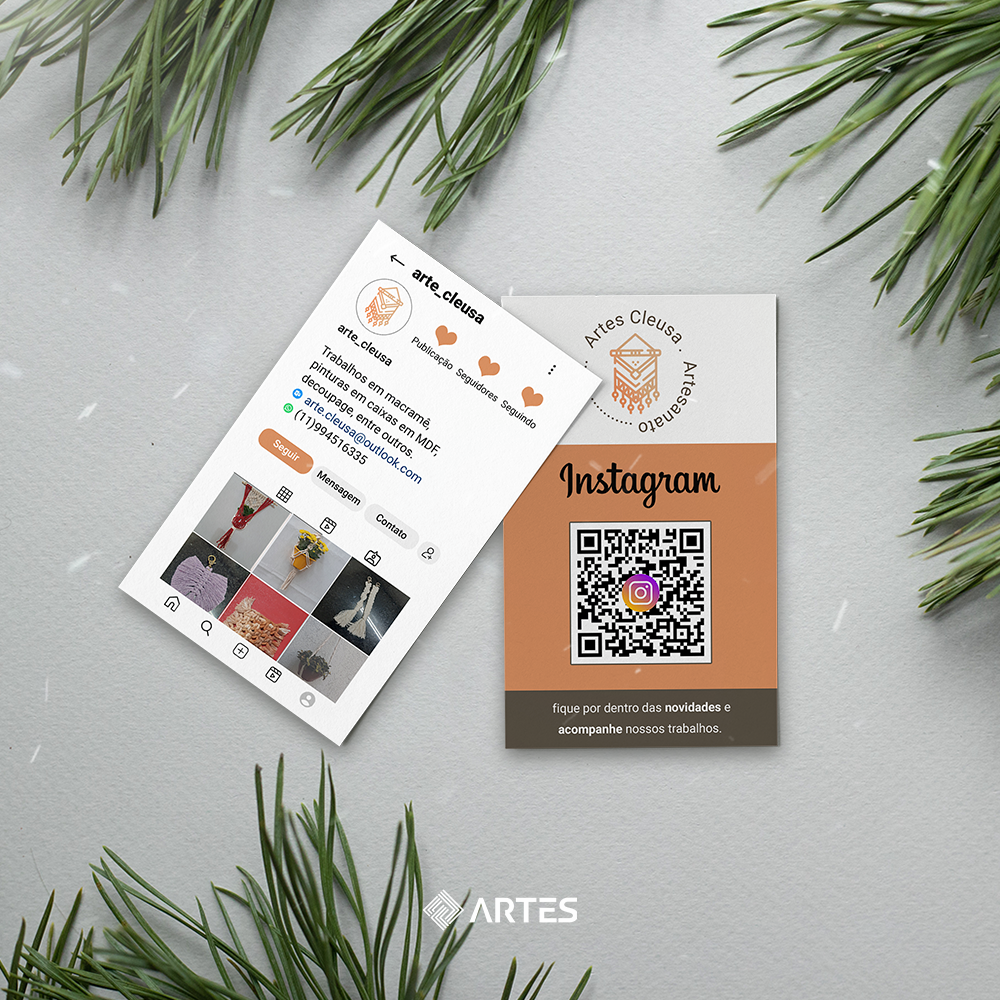 arte_cleusa
Publicação Seguidores Seguindo
arte_cleusa
Trabalhos em macramê,
pinturas em caixas em MDF,
decoupage, entre outros.
arte.cleusa@outlook.com
(11)994516335
Seguir Mensagem Contato
· Artes Cleusa · Artesanato
Instagram
fique por dentro das novidades e
acompanhe nossos trabalhos.
ARTES